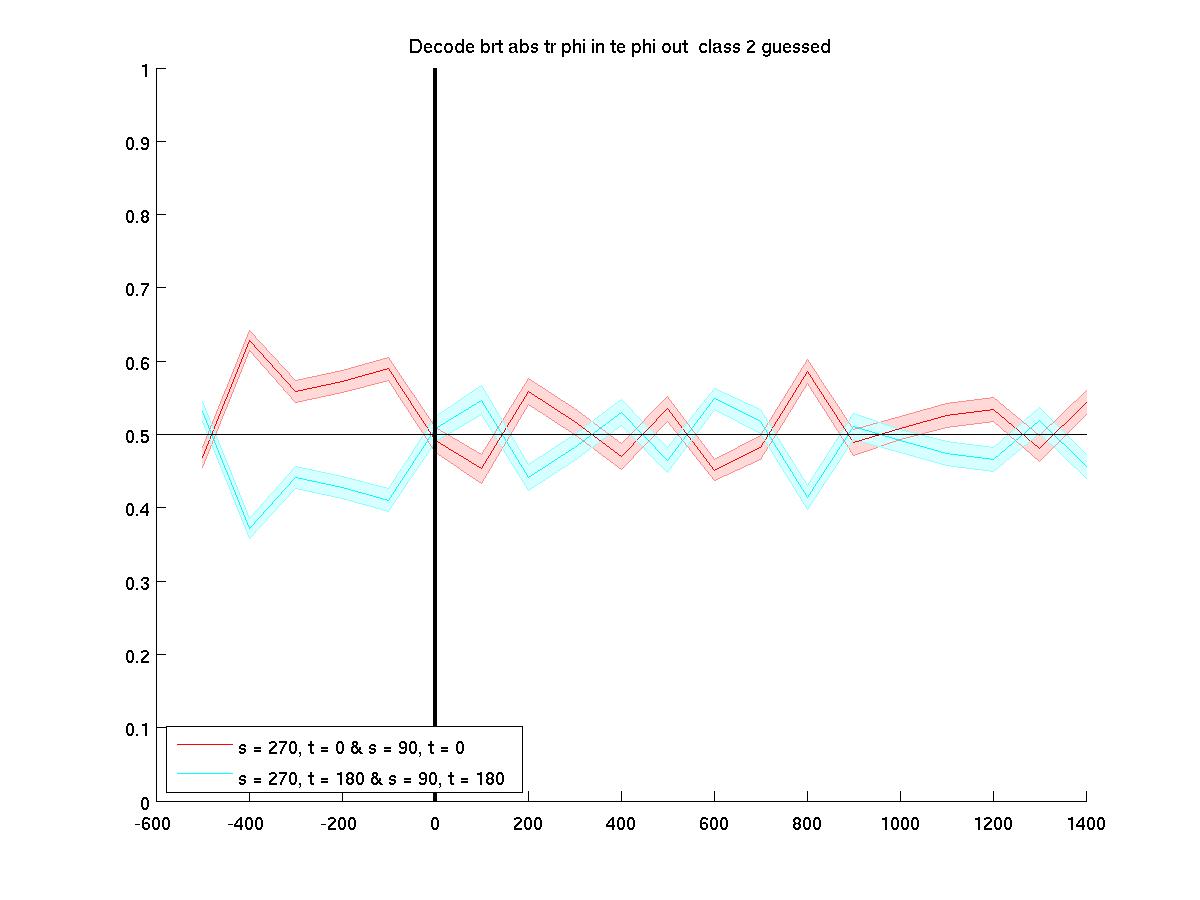 Decode brt abs tr phi in te phi out  class 2 guessed
1
0.9
0.8
0.7
0.6
0.5
0.4
0.3
0.2
0.1
0
s = 270, t = 0 & s = 90, t = 0
s = 270, t = 180 & s = 90, t = 180
-600 -400 -200 0 200 400 600 800 1000 1200 1400